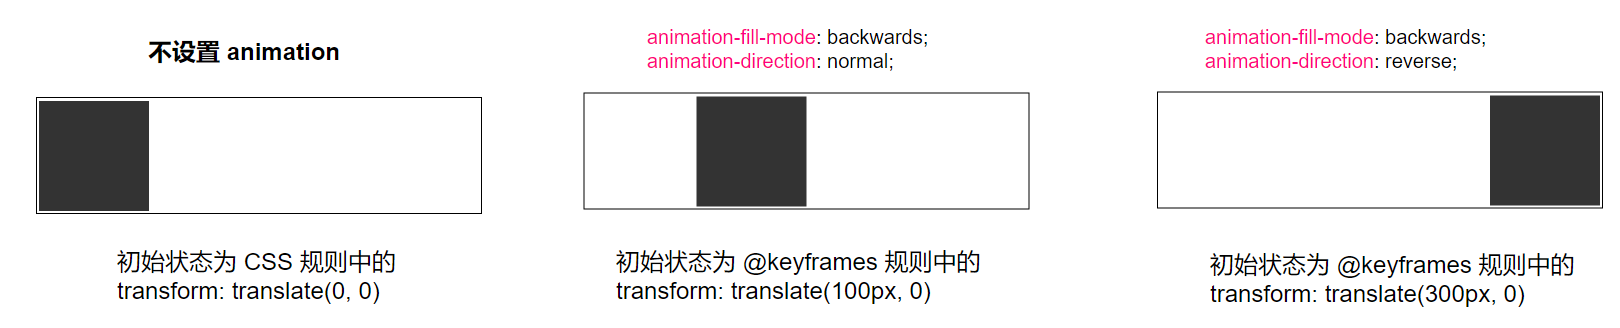 不设置 animation
初始状态为 CSS 规则中的
transform: translate(0, 0)
animation-fill-mode: backwards;
animation-direction: normal;
初始状态为 @keyframes 规则中的
transform: translate(100px, 0)
animation-fill-mode: backwards;
animation-direction: reverse;
初始状态为 @keyframes 规则中的
transform: translate(300px, 0)